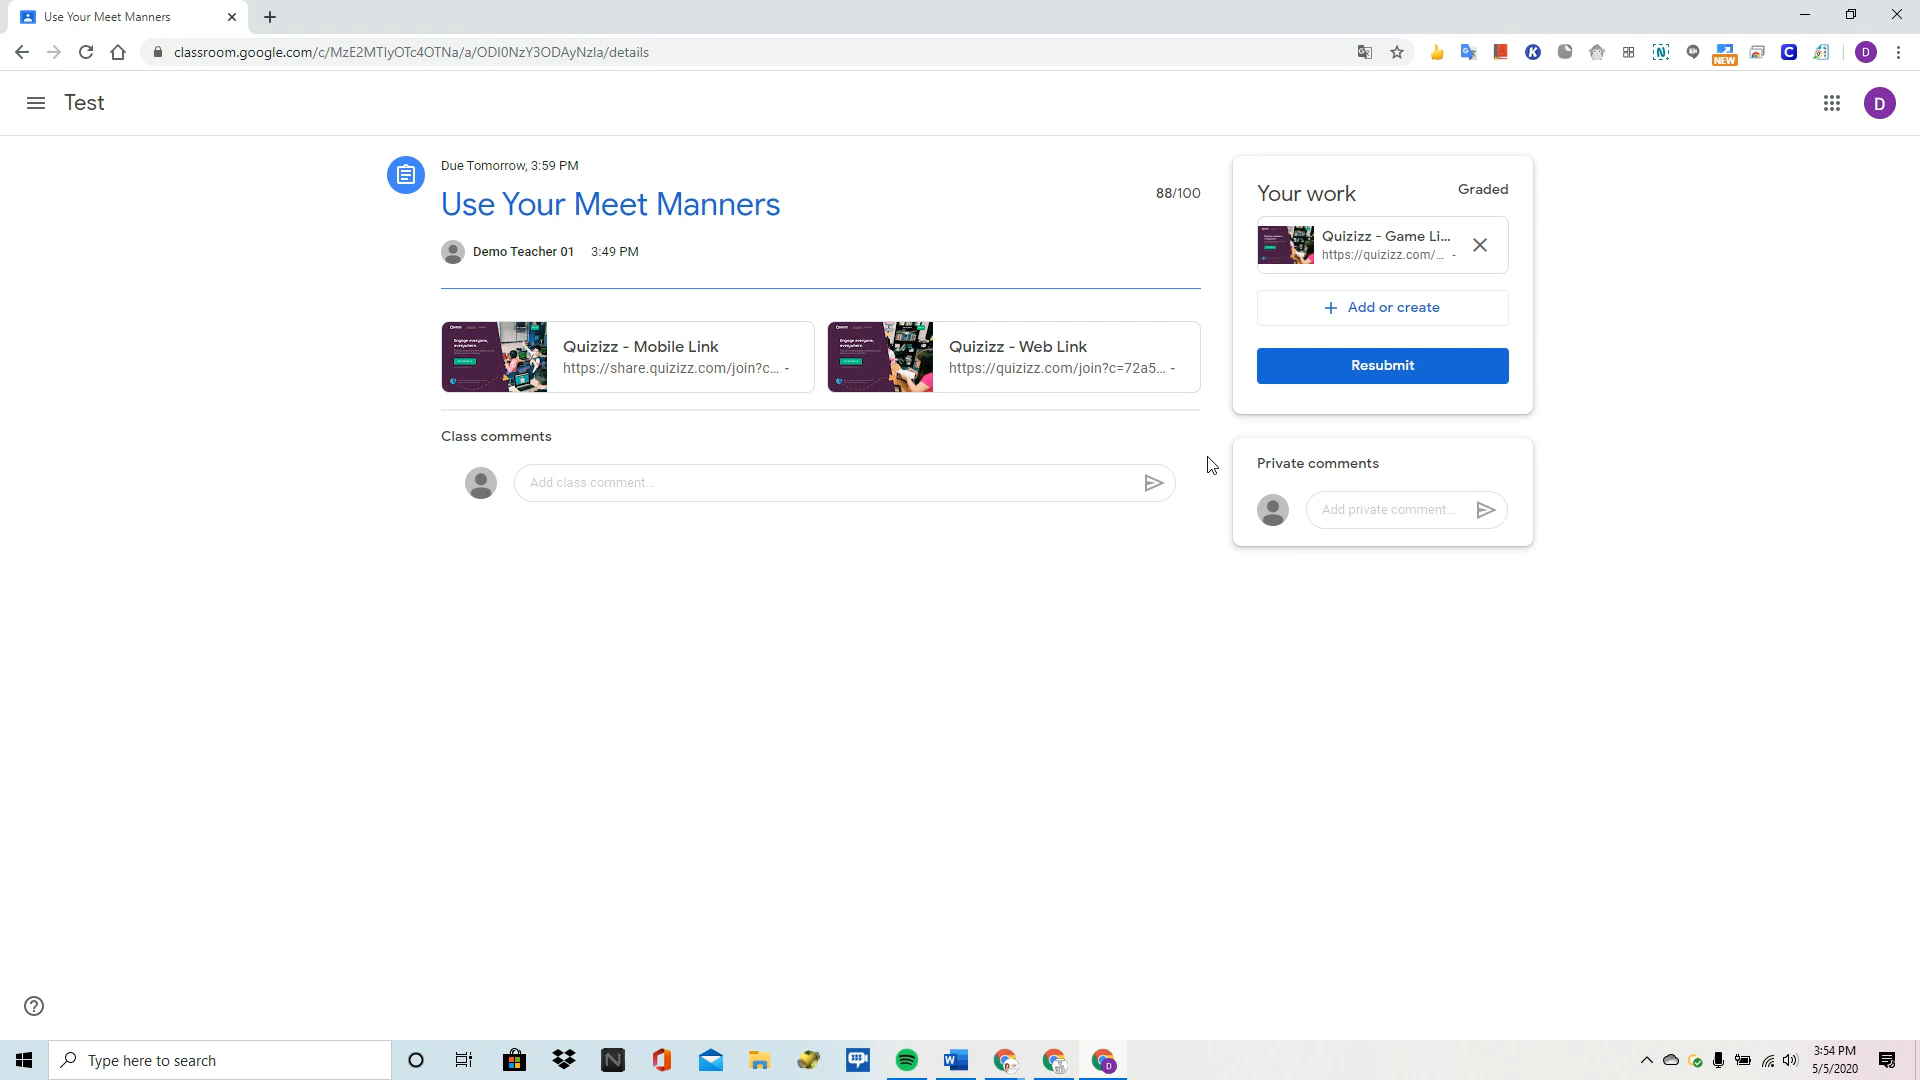 Use Your Meet Manners
classroom.google.com/c/MzE2MTIyOTc4OTNa/a/ODI0NzY3ODAyNzIa/details
NEW
D
Test
D
Due Tomorrow, 3:59 PM
Use Your Meet Manners
88/100
Demo Teacher 01 3:49 PM
Quizizz - Mobile Link
https://share.quizizz.com/join?c... -
Quizizz - Web Link
https://quizizz.com/join?c=72a5... -
Class comments
Add class comment...
Your work
Graded
Quizizz - Game Li...
https://quizizz.com/... -
Add or create
Resubmit
Private comments
Add private comment...
Type here to search
3:54 PM
5/5/2020